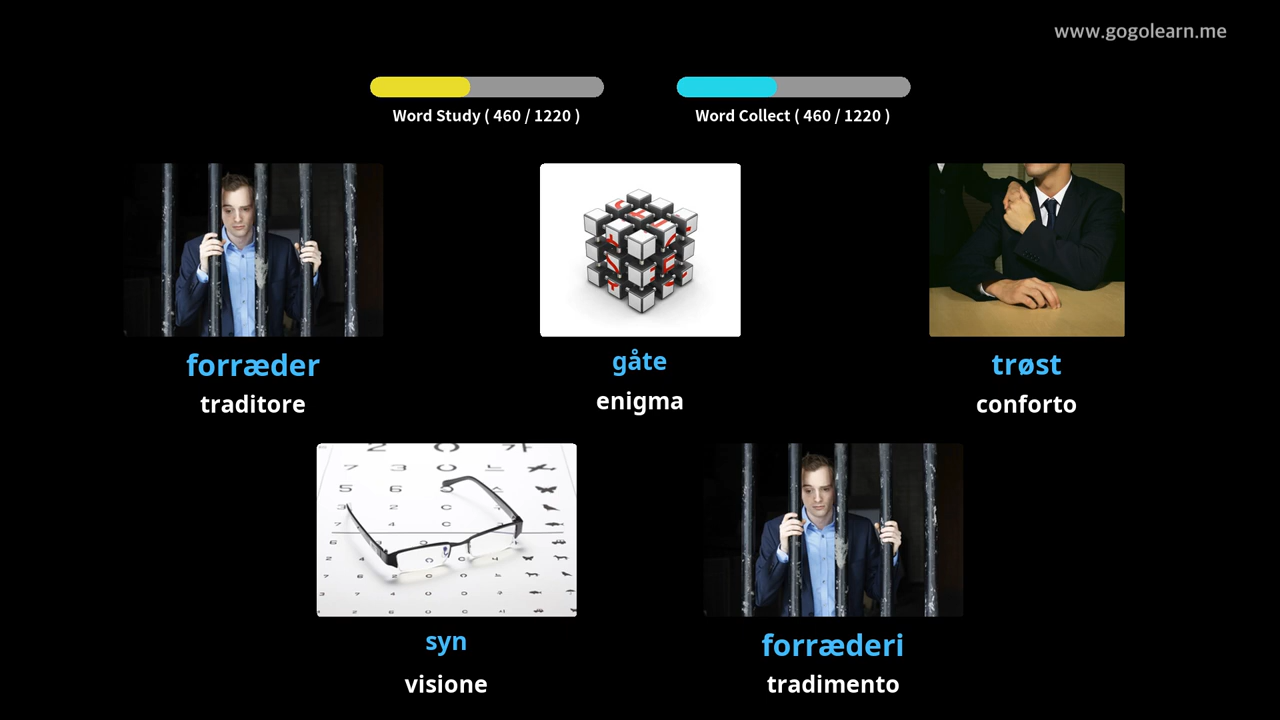 www.gogolearn.me
Word Study ( 460 / 1220 )
Word Collect ( 460 / 1220 )
forræder
gåte
trøst
traditore
enigma
conforto
syn
forræderi
visione
tradimento